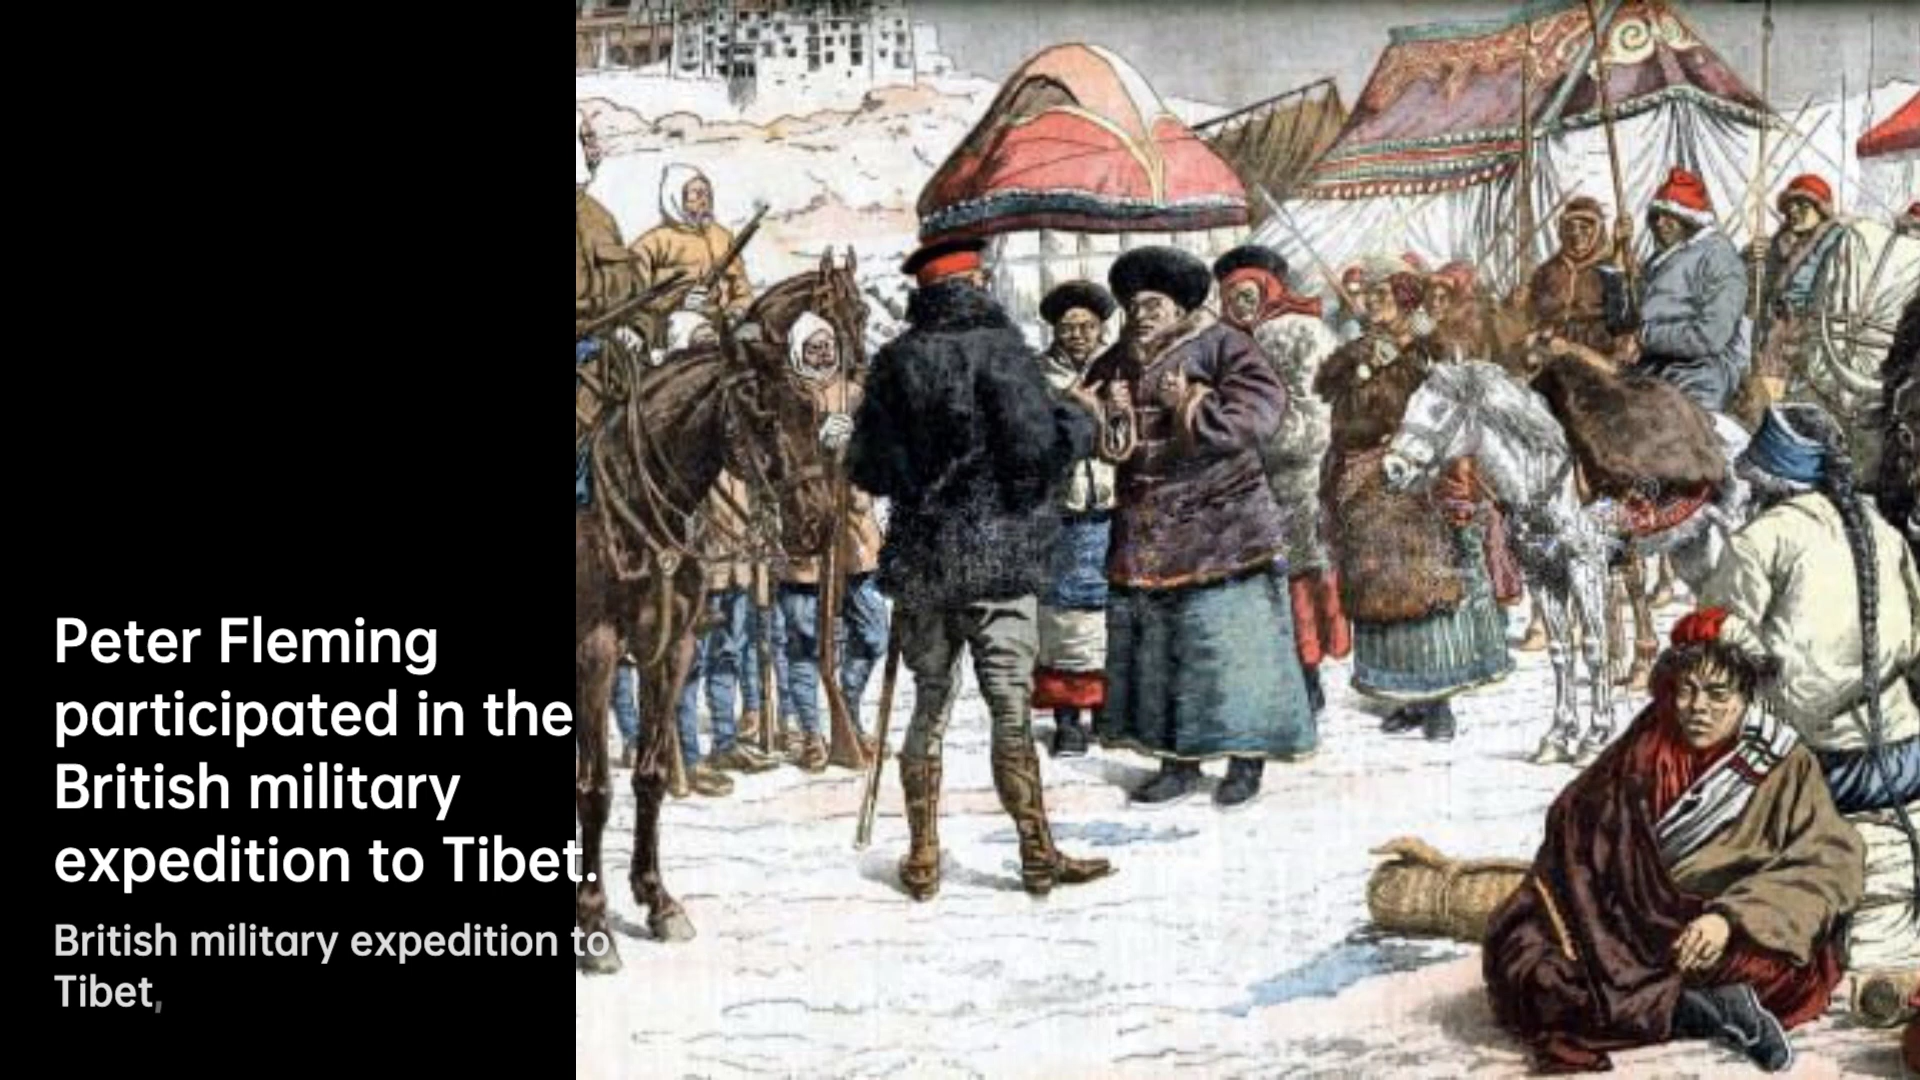 Peter Fleming
participated in the
British military
expedition to Tibet.
British military expedition to
Tibet,